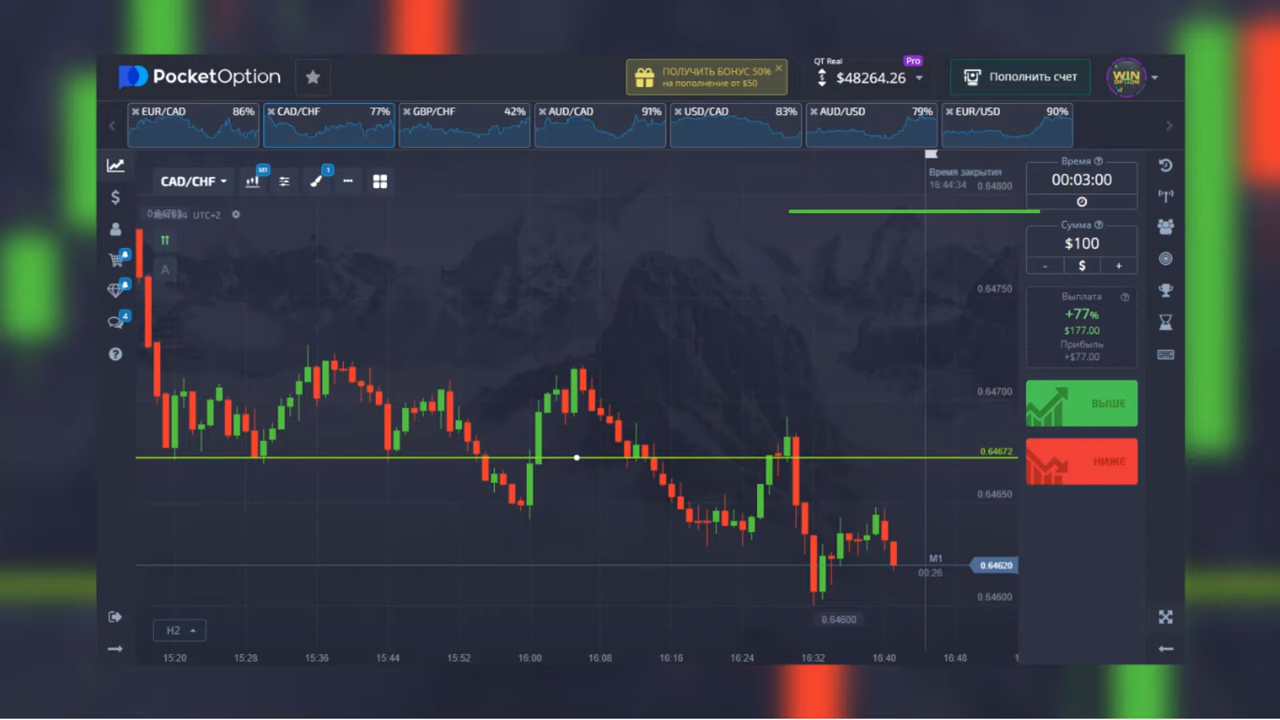 PocketOption
ПОЛУЧИТЬ БОНУС 50%
на пополнение от $50
QT Real
Pro
$48264.26
Пополнить счет
WIN
OPTION
EUR/CAD 86%
CAD/CHF 77%
GBP/CHF 42%
AUD/CAD 91%
USD/CAD 83%
AUD/USD 79%
EUR/USD 90%
CAD/CHF
M1
1
UTC+2
A
4
Время закрытия
16:44:34
0.64800
0.64750
0.64700
0.64672
0.64650
M1
00:26
0.64620
0.64600
0.64600
H2
15:20 15:28 15:36 15:44 15:52 16:00 16:08 16:16 16:24 16:32 16:40 16:48
Время
00:03:00
Сумма
$100
- $ +
Выплата
+77%
$177.00
Прибыль
+$77.00
ВЫШЕ
НИЖЕ